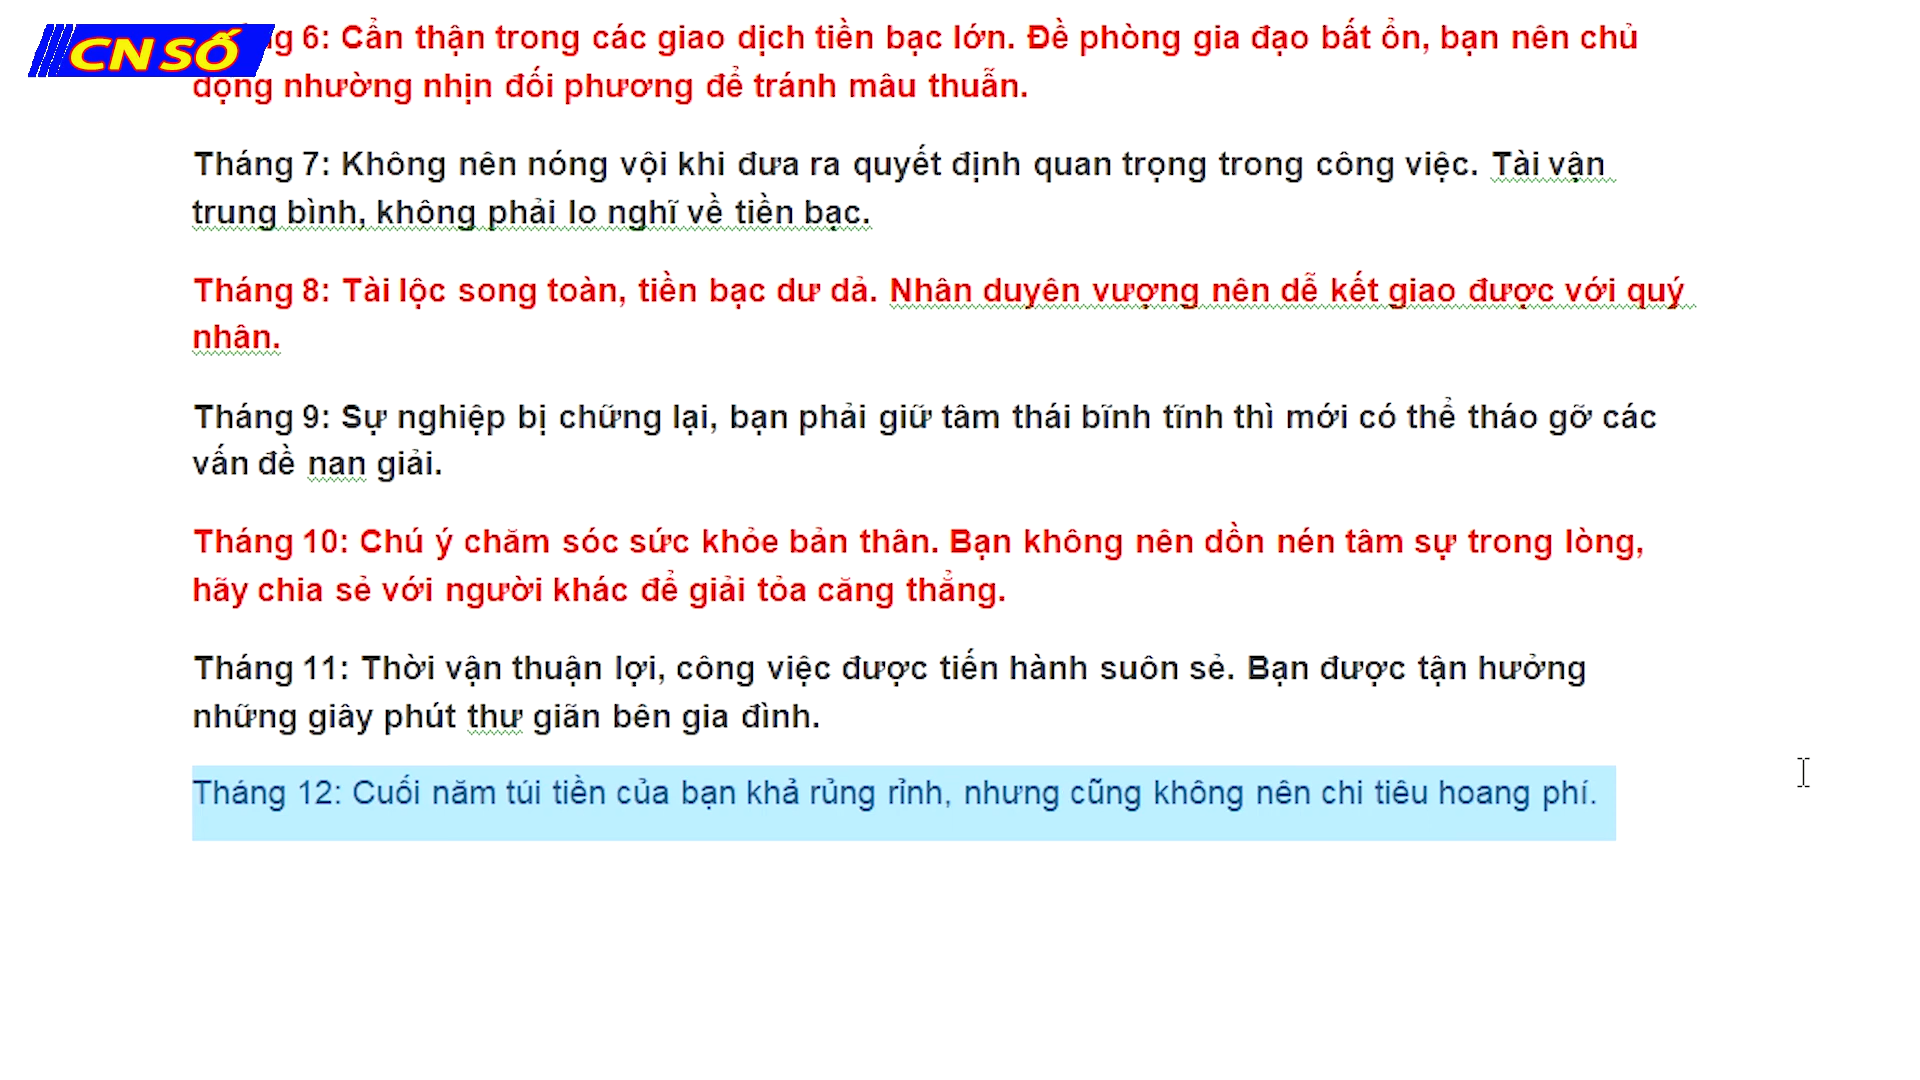 CN SỐ
g 6: Cẩn thận trong các giao dịch tiền bạc lớn. Đề phòng gia đạo bất ổn, bạn nên chủ
động nhường nhịn đối phương để tránh mâu thuẫn.
Tháng 7: Không nên nóng vội khi đưa ra quyết định quan trọng trong công việc. Tài vận
trung bình, không phải lo nghĩ về tiền bạc.
Tháng 8: Tài lộc song toàn, tiền bạc dư dả. Nhân duyên vượng nên dễ kết giao được với quý
nhân.
Tháng 9: Sự nghiệp bị chững lại, bạn phải giữ tâm thái bĩnh tĩnh thì mới có thể tháo gỡ các
vấn đề nan giải.
Tháng 10: Chú ý chăm sóc sức khỏe bản thân. Bạn không nên dồn nén tâm sự trong lòng,
hãy chia sẻ với người khác để giải tỏa căng thẳng.
Tháng 11: Thời vận thuận lợi, công việc được tiến hành suôn sẻ. Bạn được tận hưởng
những giây phút thư giãn bên gia đình.
Tháng 12: Cuối năm túi tiền của bạn khả rủng rỉnh, nhưng cũng không nên chi tiêu hoang phí.